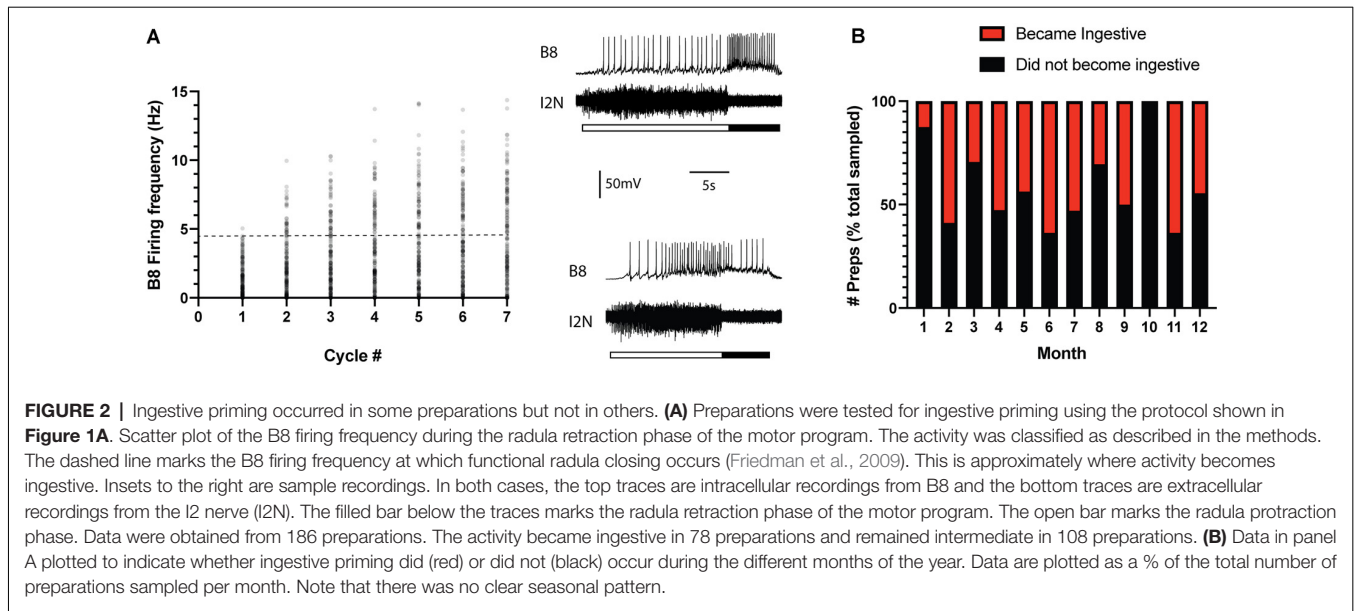 A
B8 Firing frequency (Hz)
15
10
5
0
0 1 2 3 4 5 6 7
Cycle #
B8
I2N
50mV
5s
B8
I2N
B
Became Ingestive
Did not become ingestive
# Preps (% total sampled)
100
50
0
1 2 3 4 5 6 7 8 9 10 11 12
Month
FIGURE 2 | Ingestive priming occurred in some preparations but not in others. (A) Preparations were tested for ingestive priming using the protocol shown in
Figure 1A. Scatter plot of the B8 firing frequency during the radula retraction phase of the motor program. The activity was classified as described in the methods.
The dashed line marks the B8 firing frequency at which functional radula closing occurs (Friedman et al., 2009). This is approximately where activity becomes
ingestive. Insets to the right are sample recordings. In both cases, the top traces are intracellular recordings from B8 and the bottom traces are extracellular
recordings from the I2 nerve (I2N). The filled bar below the traces marks the radula retraction phase of the motor program. The open bar marks the radula protraction
phase. Data were obtained from 186 preparations. The activity became ingestive in 78 preparations and remained intermediate in 108 preparations. (B) Data in panel
A plotted to indicate whether ingestive priming did (red) or did not (black) occur during the different months of the year. Data are plotted as a % of the total number of
preparations sampled per month. Note that there was no clear seasonal pattern.